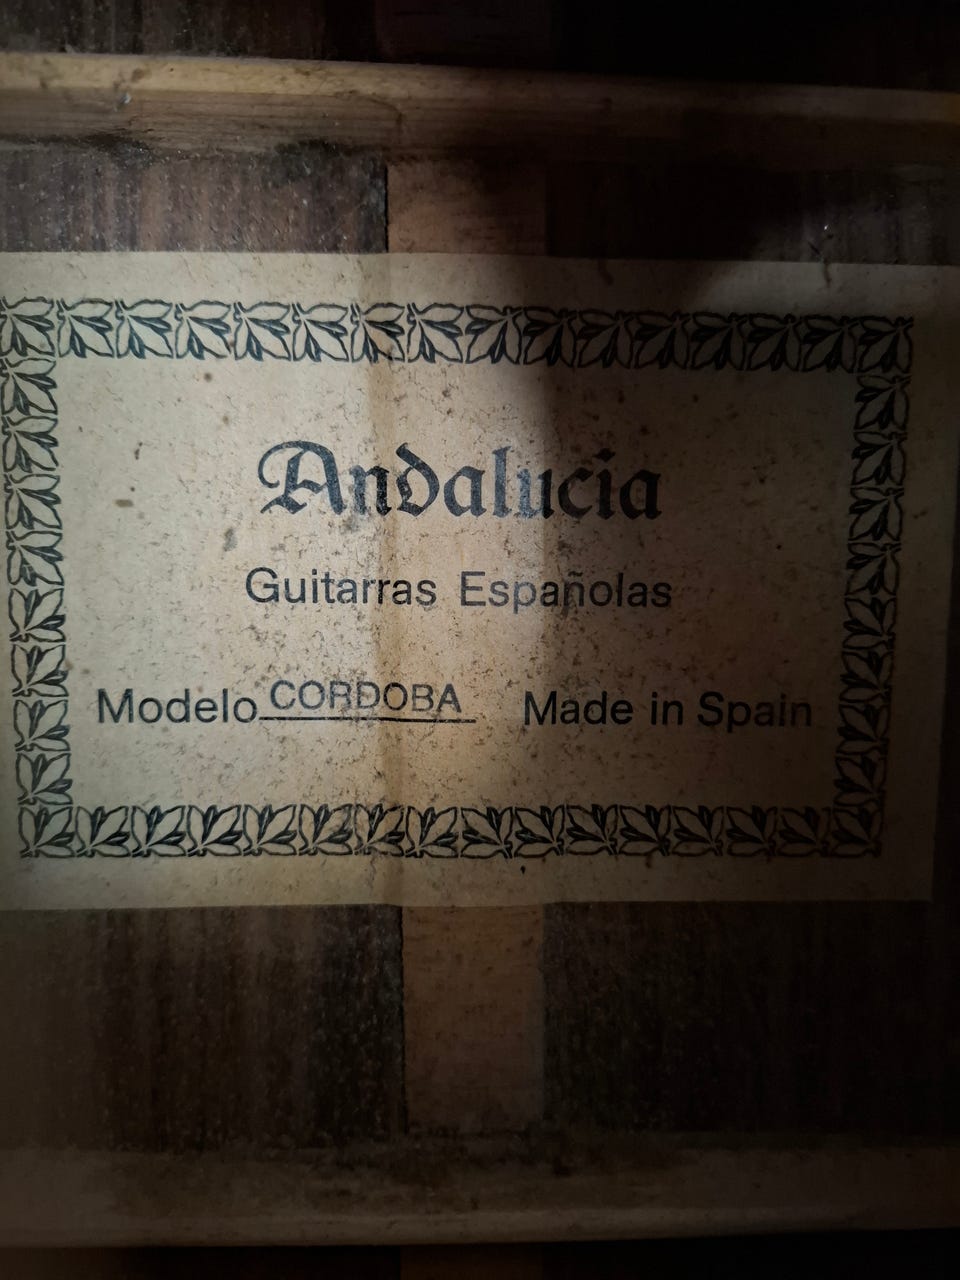 Andalucia
Guitarras Españolas
Modelo CORDOBA Made in Spain